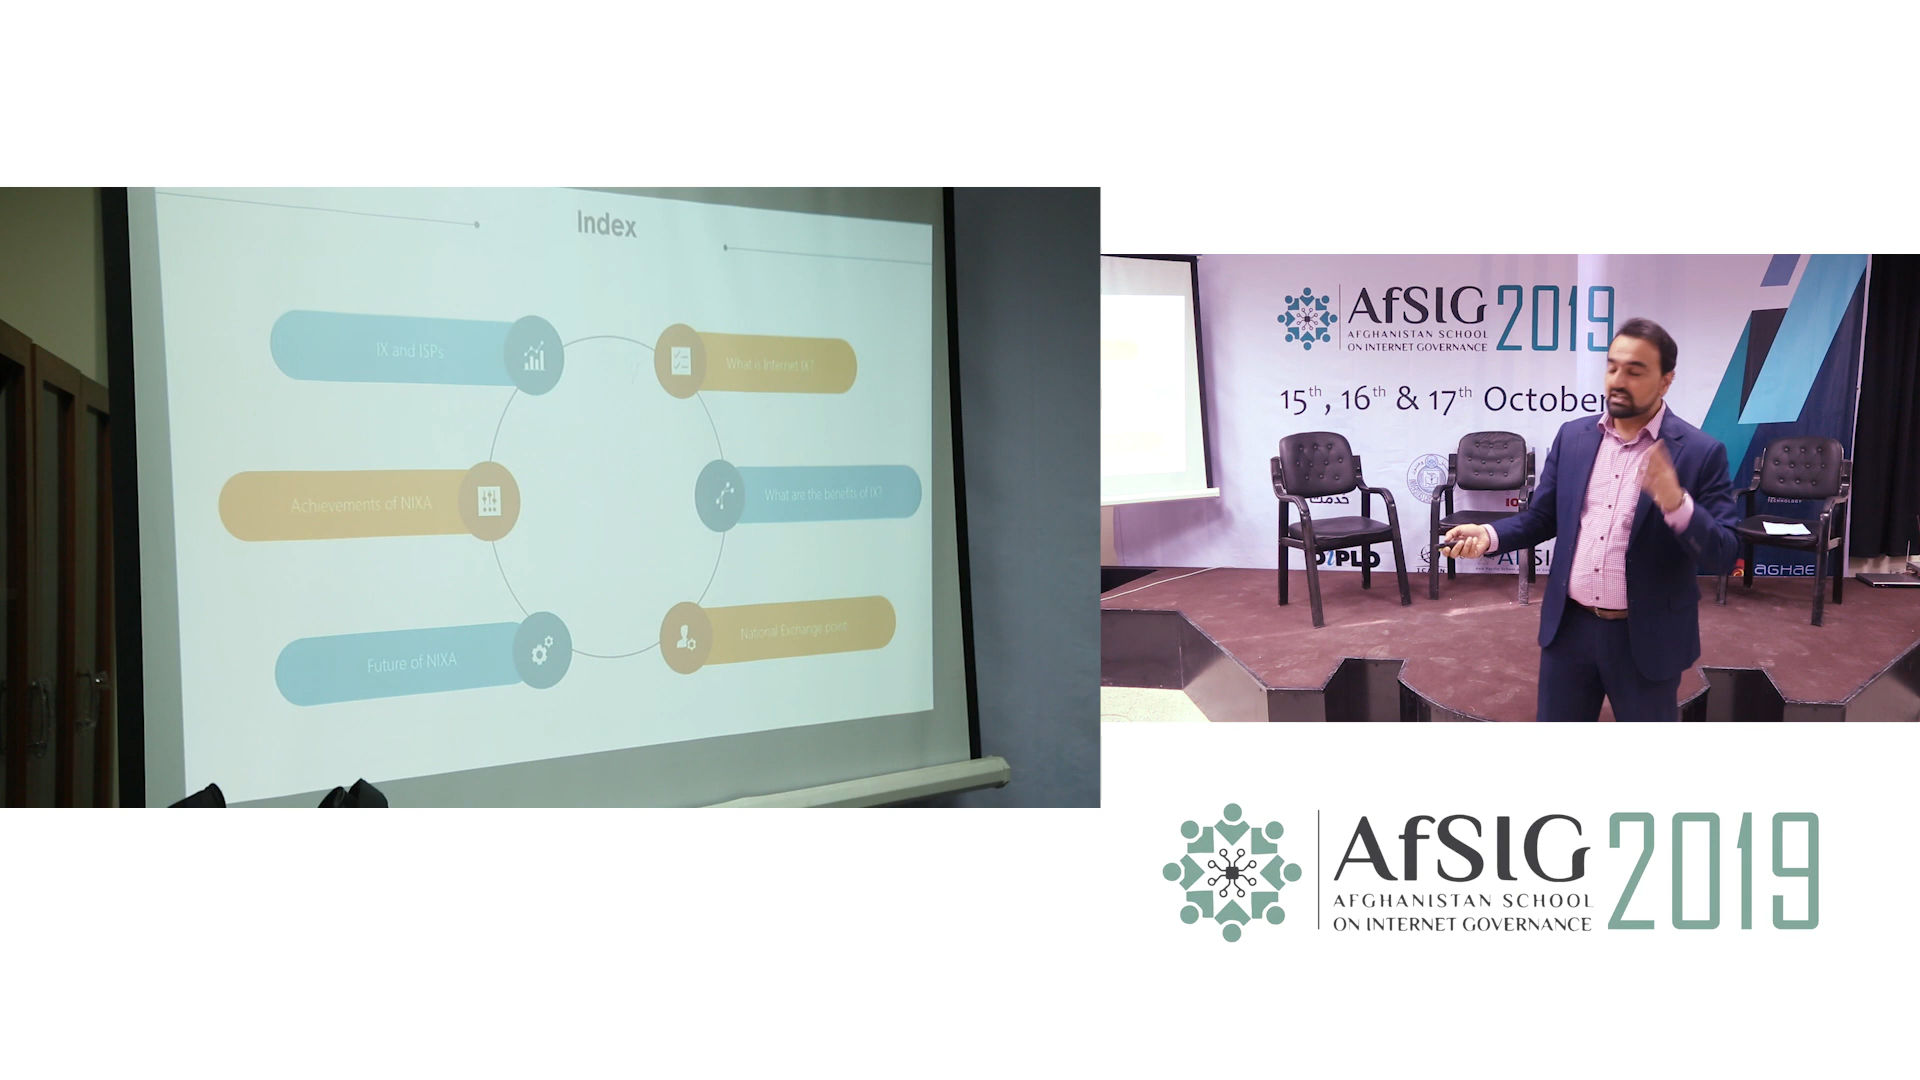 Index
IX and ISPs
What is Internet IX?
Achievements of NIXA
What are the benefits of IX?
Future of NIXA
National Exchange point
AfSIG 2019
AFGHANISTAN SCHOOL
ON INTERNET GOVERNANCE
15th, 16th & 17th October
TECHNOLOGY
AGHAE
AfSIG 2019
AFGHANISTAN SCHOOL
ON INTERNET GOVERNANCE